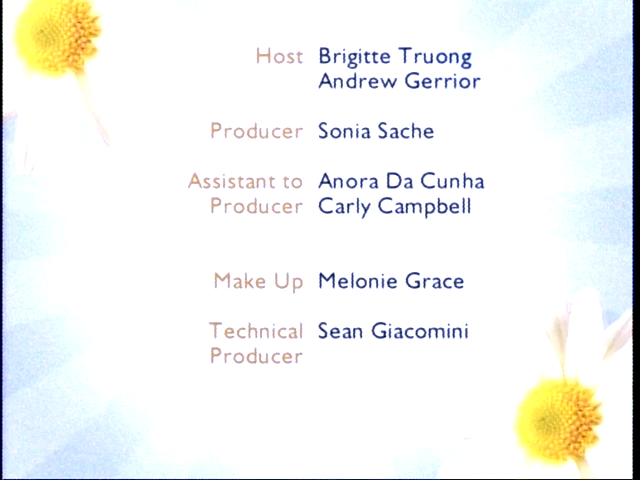 Host Brigitte Truong
Andrew Gerrior
Producer Sonia Sache
Assistant to Anora Da Cunha
Producer Carly Campbell
Make Up Melonie Grace
Technical Sean Giacomini
Producer